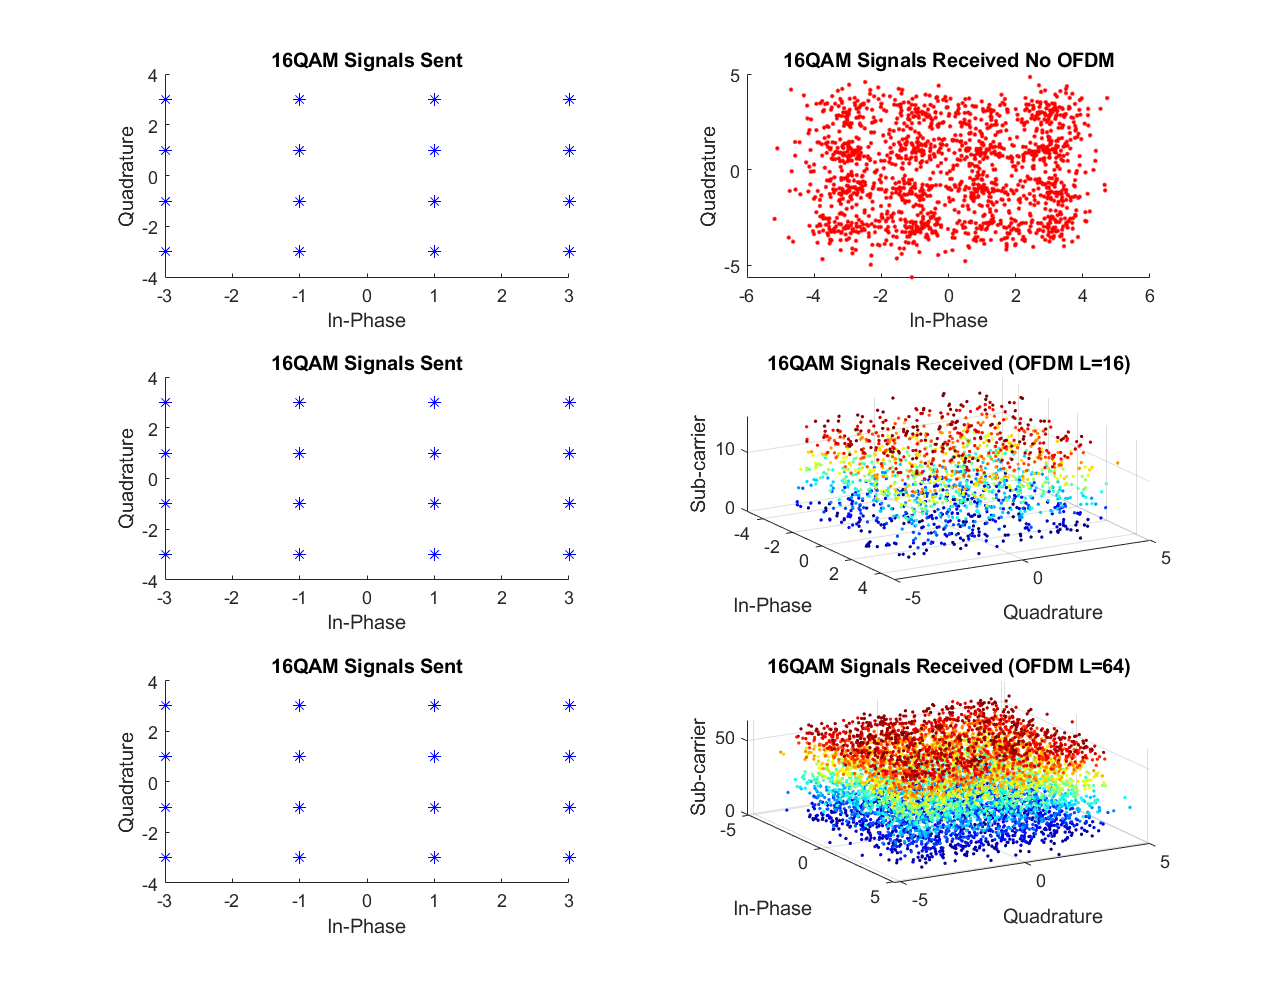 16QAM Signals Sent
4
2
0
-2
-4
Quadrature
-3 -2 -1 0 1 2 3
In-Phase
16QAM Signals Received No OFDM
5
0
-5
Quadrature
-6 -4 -2 0 2 4 6
In-Phase
16QAM Signals Sent
4
2
0
-2
-4
Quadrature
-3 -2 -1 0 1 2 3
In-Phase
16QAM Signals Received (OFDM L=16)
10
0
Sub-carrier
-4 -2 0 2 4
In-Phase
-5 0 5
Quadrature
16QAM Signals Sent
4
2
0
-2
-4
Quadrature
-3 -2 -1 0 1 2 3
In-Phase
16QAM Signals Received (OFDM L=64)
50
0
Sub-carrier
-5 0 5
In-Phase
-5 0 5
Quadrature